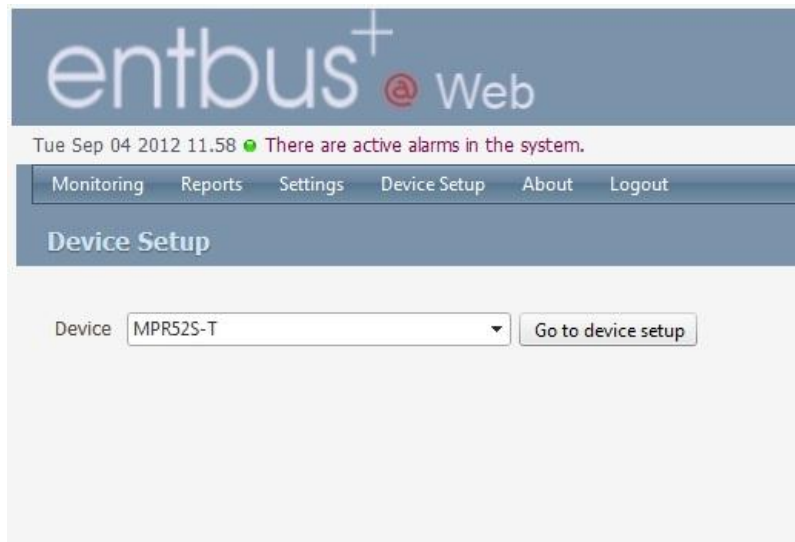 entbus+ @ Web
Tue Sep 04 2012 11.58 There are active alarms in the system.
Monitoring Reports Settings Device Setup About Logout
Device Setup
Device MPR52S-T Go to device setup